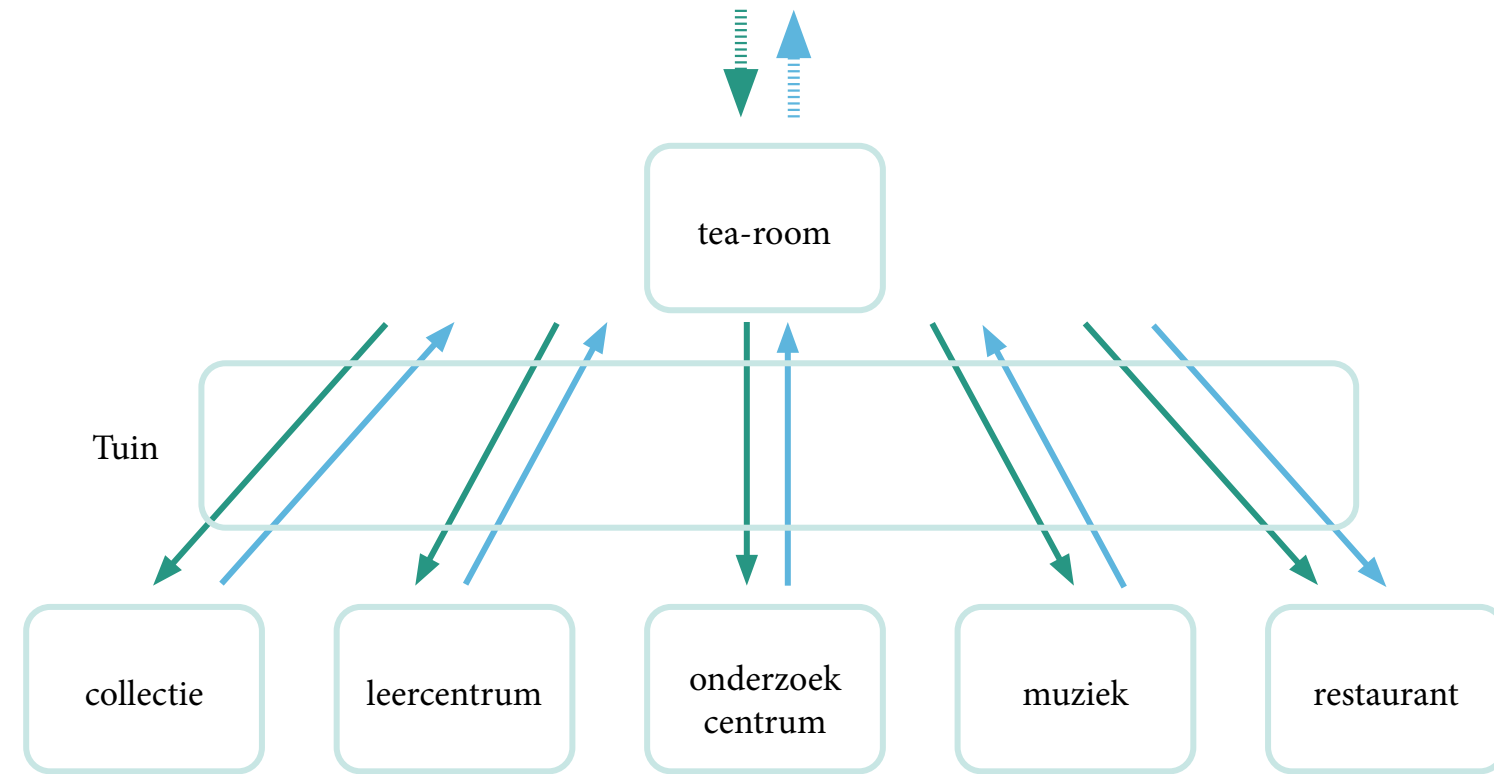 tea-room
Tuin
collectie
leercentrum
onderzoek
centrum
muziek
restaurant